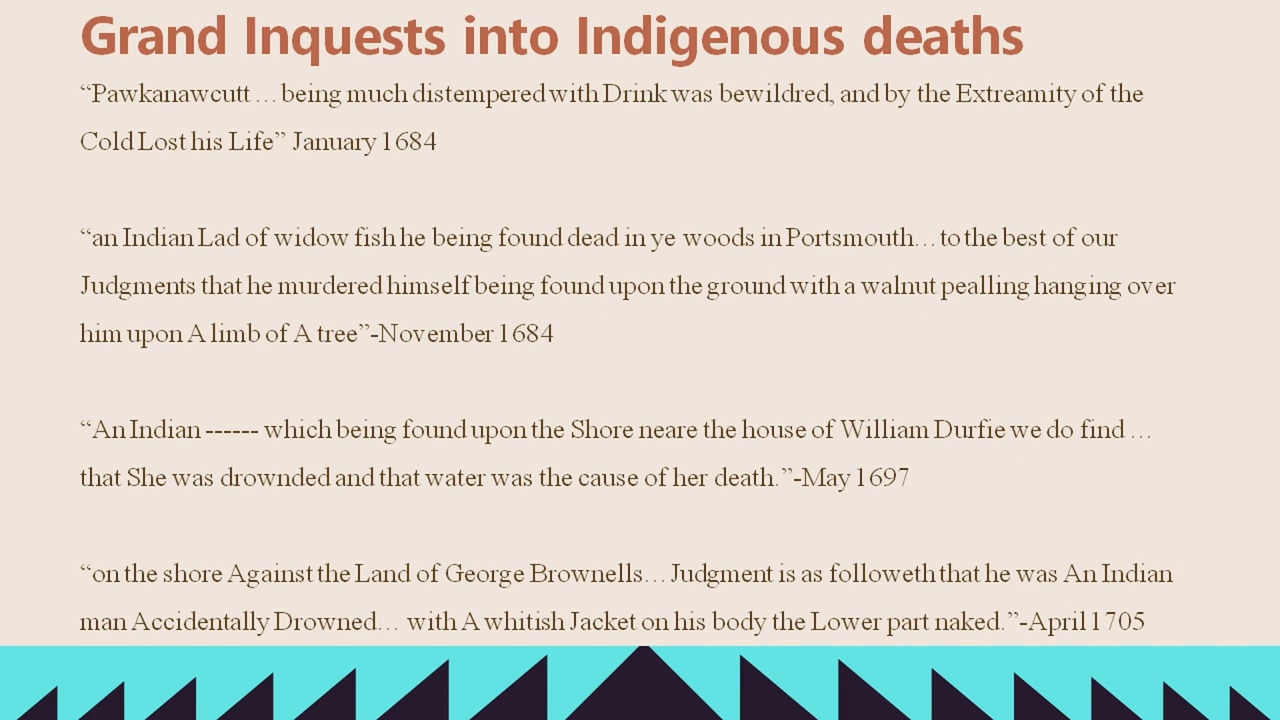 Grand Inquests into Indigenous deaths
“Pawkanawcutt … being much distempered with Drink was bewildred, and by the Extreamity of the
Cold Lost his Life” January 1684
“an Indian Lad of widow fish he being found dead in ye woods in Portsmouth… to the best of our
Judgments that he murdered himself being found upon the ground with a walnut pealling hanging over
him upon A limb of A tree”-November 1684
“An Indian ------ which being found upon the Shore neare the house of William Durfie we do find …
that She was drownded and that water was the cause of her death.”-May 1697
“on the shore Against the Land of George Brownells… Judgment is as followeth that he was An Indian
man Accidentally Drowned… with A whitish Jacket on his body the Lower part naked.”-April 1705